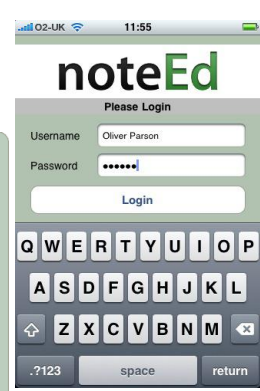 O2-UK 11:55
noteEd
Please Login
Username Oliver Parson
Password ••••••
Login
Q W E R T Y U I O P
A S D F G H J K L
Z X C V B N M
.?123 space return